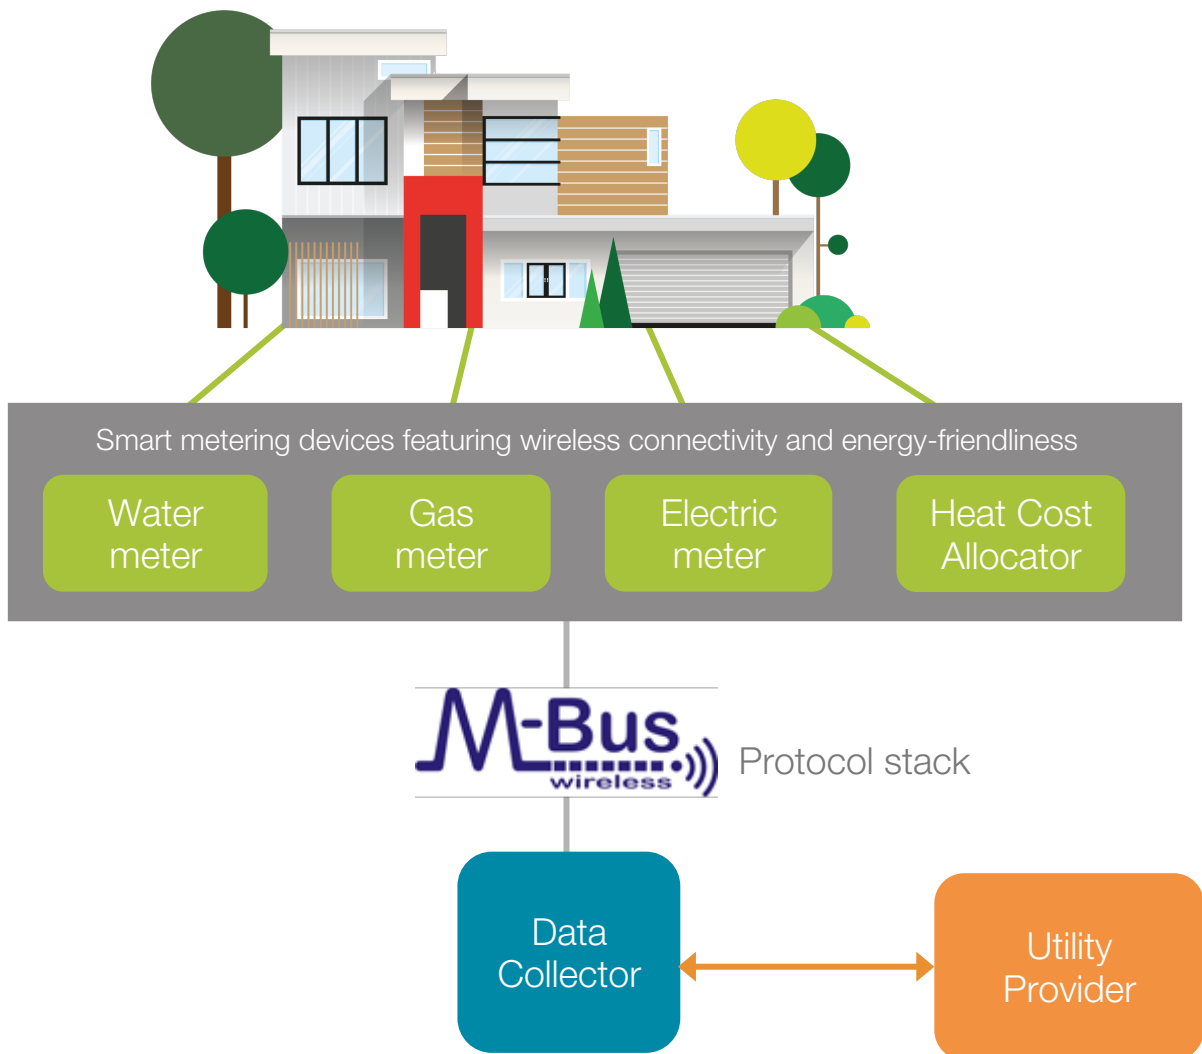 Smart metering devices featuring wireless connectivity and energy-friendliness
Water
meter
Gas
meter
Electric
meter
Heat Cost
Allocator
M-Bus
wireless
Protocol stack
Data
Collector
Utility
Provider